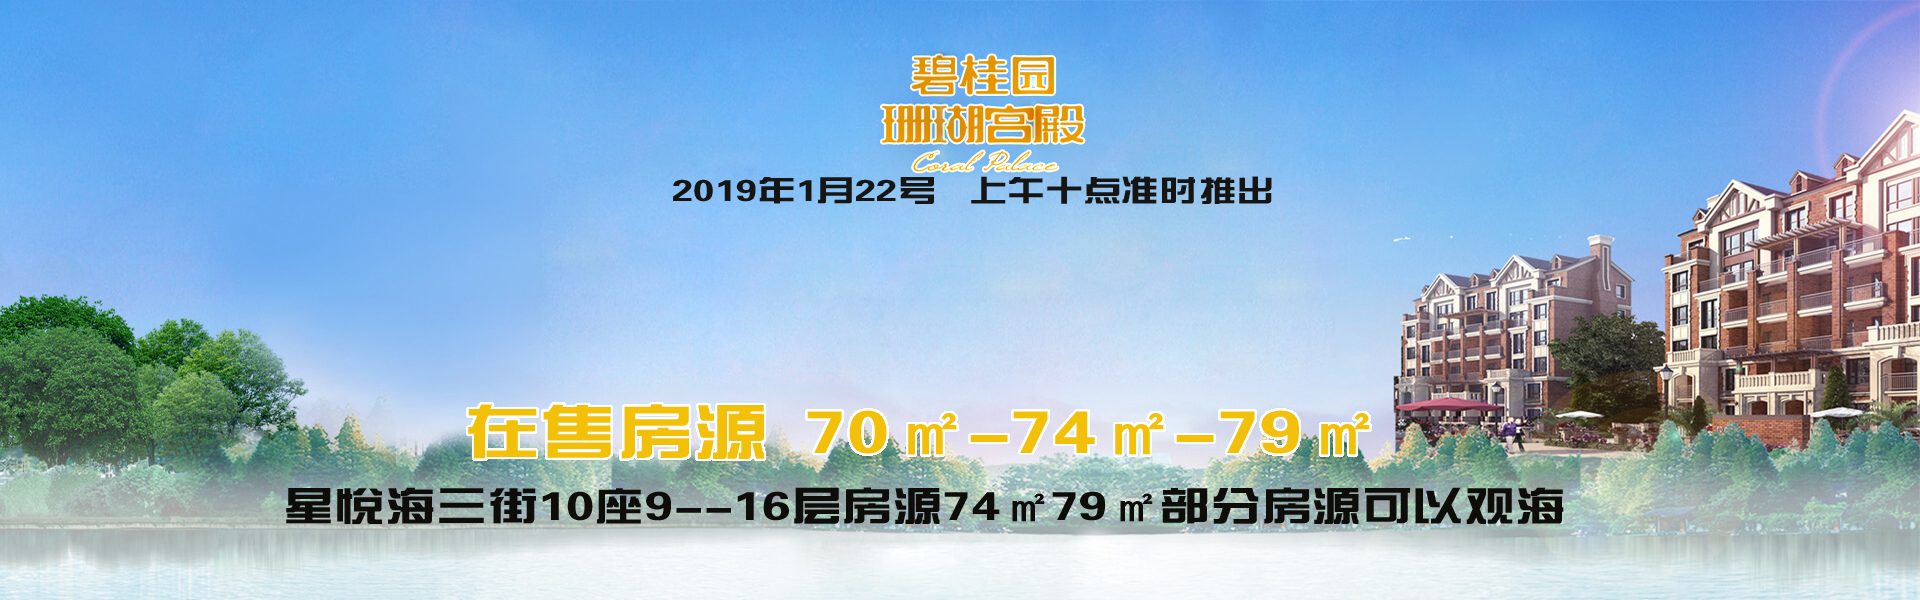 碧桂园
珊瑚宫殿
Coral Palace
2019年1月22号 上午十点准时推出
在售房源 70㎡-74㎡-79㎡
星悦海三街10座9--16层房源74㎡79㎡部分房源可以观海